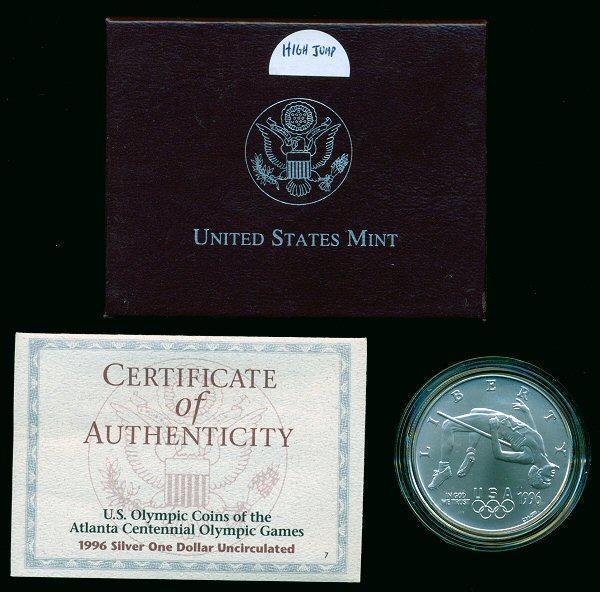 HIGH JUMP
UNITED STATES MINT
CERTIFICATE
of
AUTHENTICITY
U.S. Olympic Coins of the
Atlanta Centennial Olympic Games
1996 Silver One Dollar Uncirculated
7
LIBERTY
IN GOD
WE TRUST
USA
1996